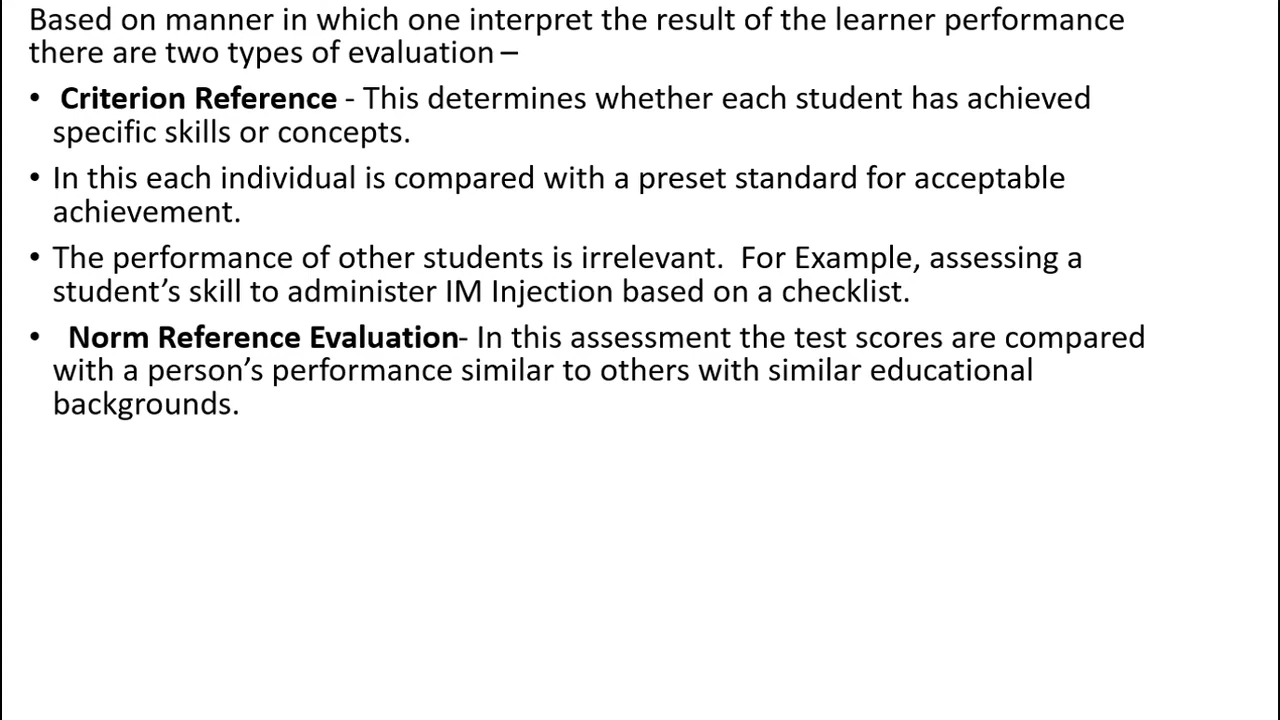 Based on manner in which one interpret the result of the learner performance
there are two types of evaluation –
• Criterion Reference - This determines whether each student has achieved
specific skills or concepts.
• In this each individual is compared with a preset standard for acceptable
achievement.
• The performance of other students is irrelevant.  For Example, assessing a
student’s skill to administer IM Injection based on a checklist.
• Norm Reference Evaluation- In this assessment the test scores are compared
with a person’s performance similar to others with similar educational
backgrounds.